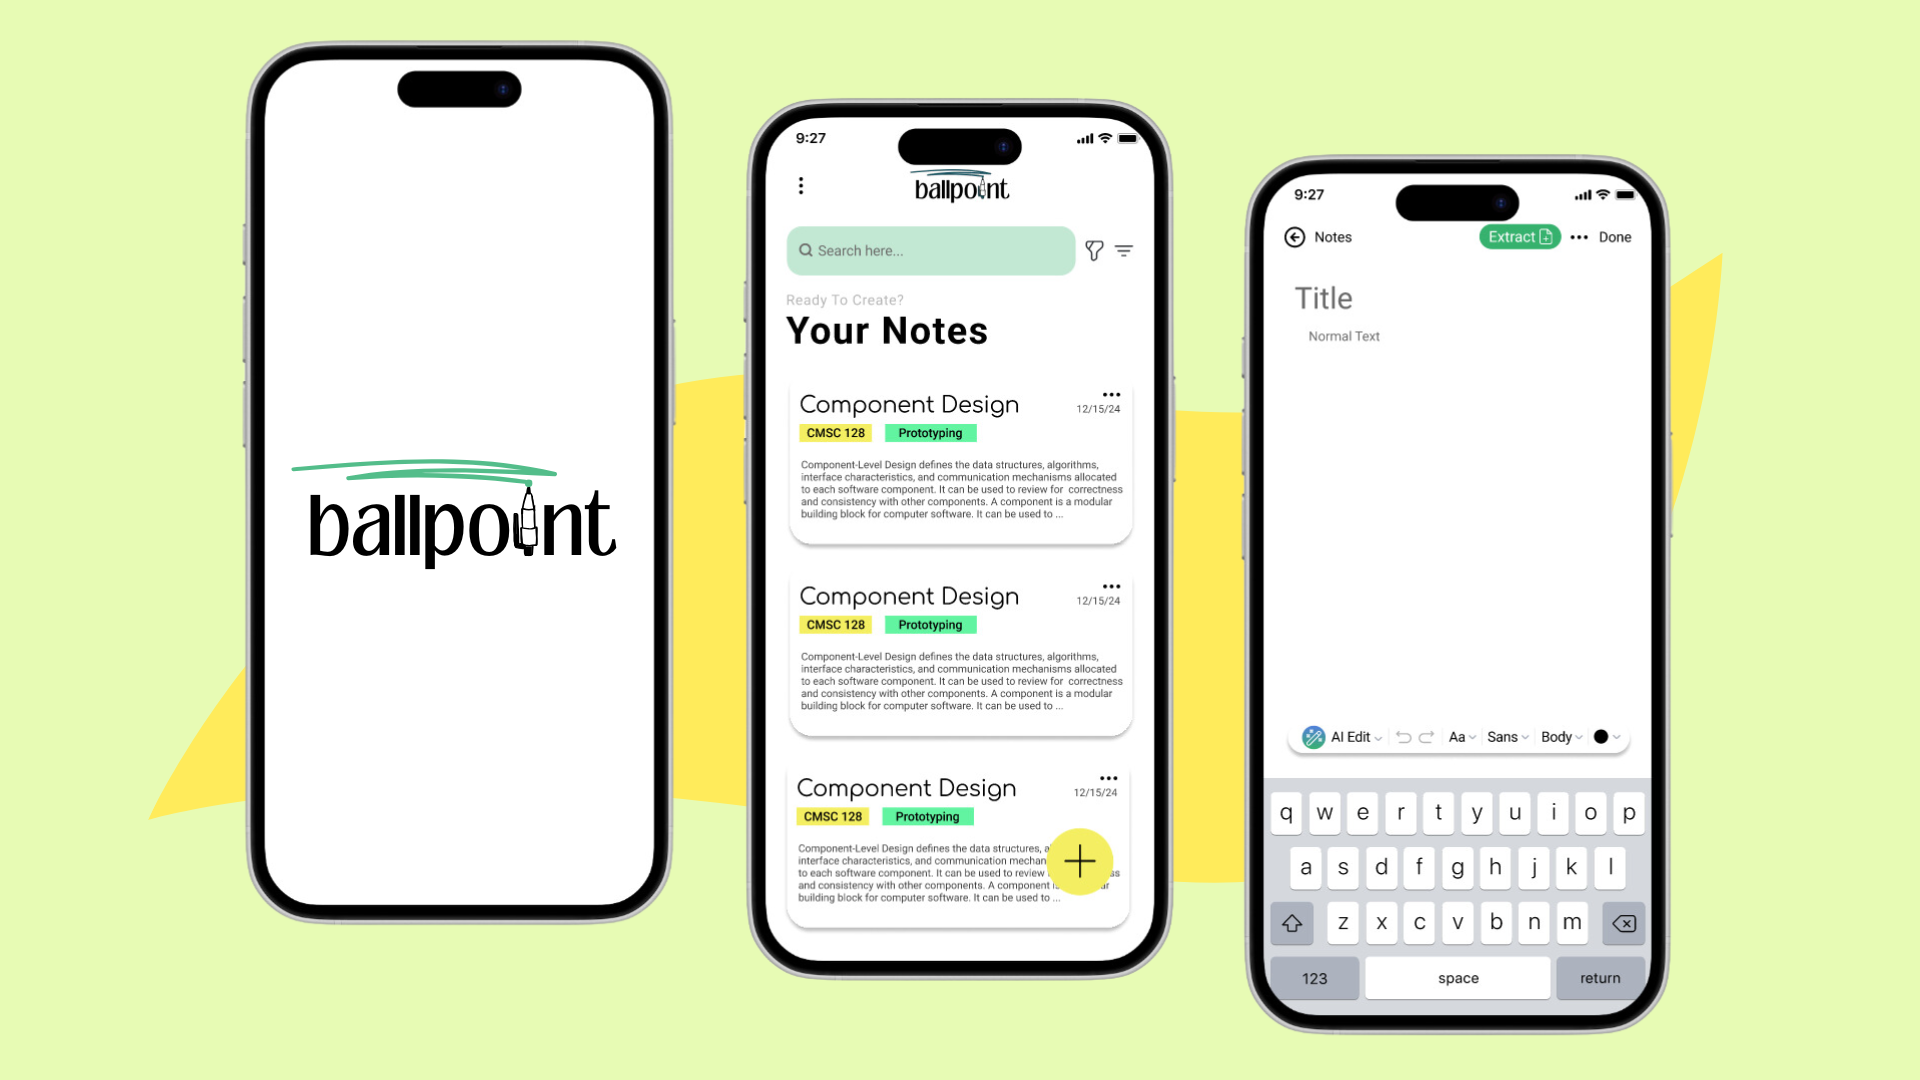 ballpoint
9:27
ballpoint
Search here...
Ready To Create?
Your Notes
Component Design
12/15/24
CMSC 128 Prototyping
Component-Level Design defines the data structures, algorithms,
interface characteristics, and communication mechanisms allocated
to each software component. It can be used to review for correctness
and consistency with other components. A component is a modular
building block for computer software. It can be used to ...
Component Design
12/15/24
CMSC 128 Prototyping
Component-Level Design defines the data structures, algorithms,
interface characteristics, and communication mechanisms allocated
to each software component. It can be used to review for correctness
and consistency with other components. A component is a modular
building block for computer software. It can be used to ...
Component Design
12/15/24
CMSC 128 Prototyping
Component-Level Design defines the data structures,
interface characteristics, and communication
to each software component. It can be used to review
and consistency with other components. A component
building block for computer software. It can be used to ...
9:27
Notes Extract Done
Title
Normal Text
AI Edit Aa Sans Body
q w e r t y u i o p
a s d f g h j k l
z x c v b n m
123 space return